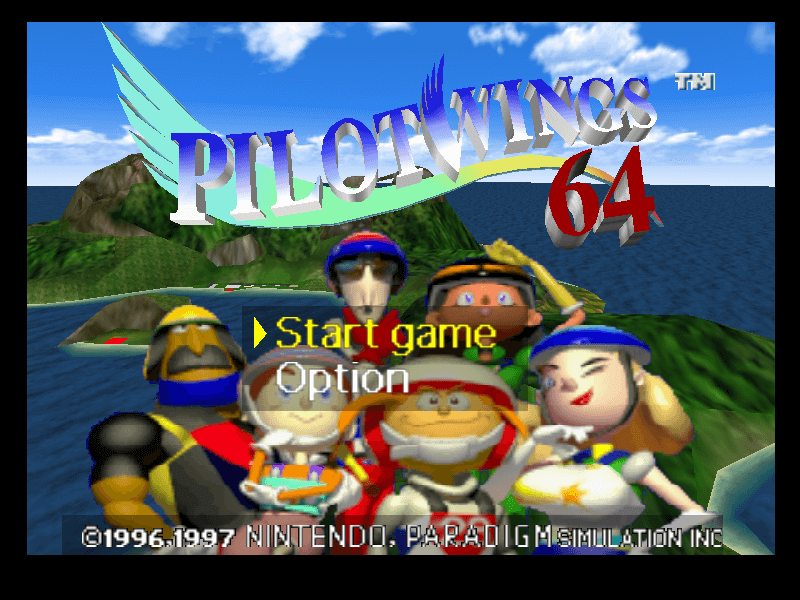 PILOTWINGS TM
64
Start game
Option
©1996,1997 NINTENDO, PARADIGM SIMULATION INC